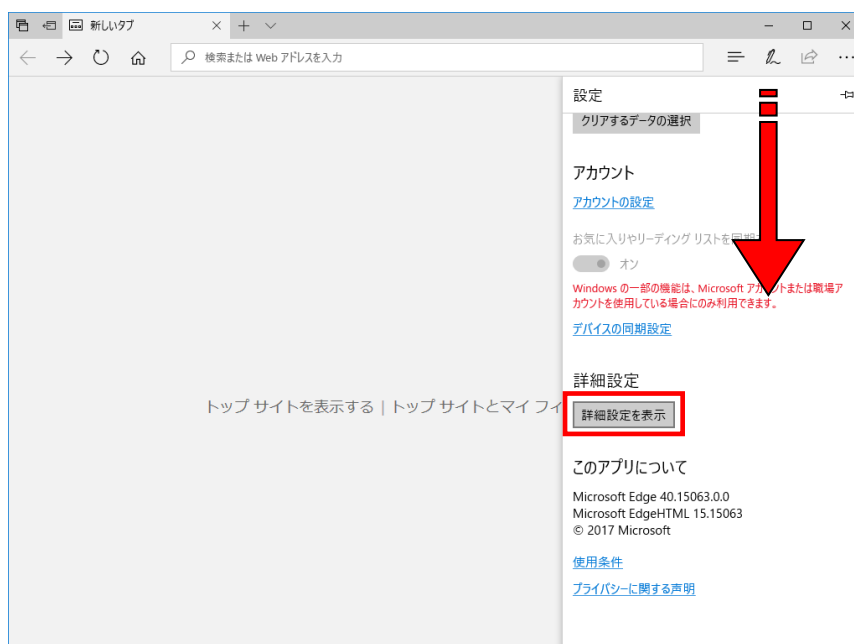 新しいタブ
検索または Web アドレスを入力
設定
クリアするデータの選択
アカウント
アカウントの設定
お気に入りやリーディング リストを同期
オン
Windows の一部の機能は、Microsoft アカウントまたは職場ア
カウントを使用している場合にのみ利用できます。
デバイスの同期設定
トップ サイトを表示する | トップ サイトとマイ フィ
詳細設定
詳細設定を表示
このアプリについて
Microsoft Edge 40.15063.0.0
Microsoft EdgeHTML 15.15063
© 2017 Microsoft
使用条件
プライバシーに関する声明